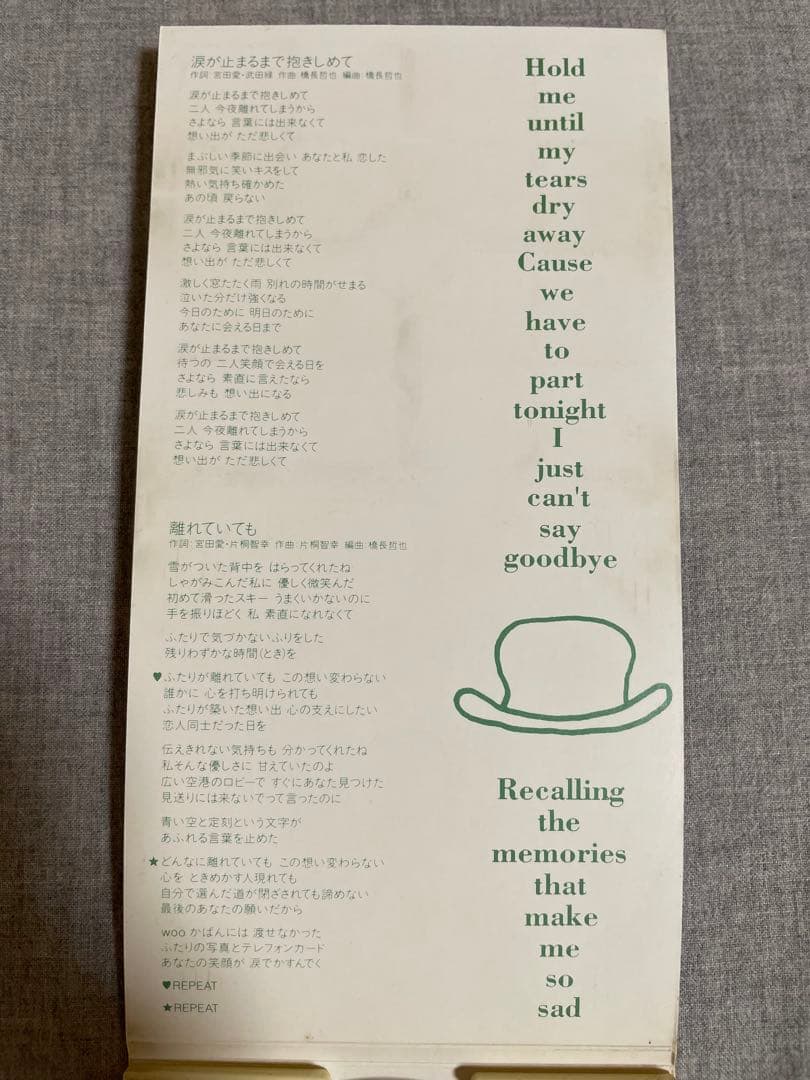 涙が止まるまで抱きしめて
作詞:宮田愛・武田緑 作曲:橋長哲也 編曲:橋長哲也
涙が止まるまで抱きしめて
二人 今夜離れてしまうから
さよなら 言葉には出来なくて
想い出が ただ悲しくて
まぶしい季節に出会い あなたと私 恋した
無邪気に笑いキスをして
熱い気持ち確かめた
あの頃 戻らない
涙が止まるまで抱きしめて
二人 今夜離れてしまうから
さよなら 言葉には出来なくて
想い出が ただ悲しくて
激しく窓たたく雨 別れの時間がせまる
泣いた分だけ強くなる
今日のために 明日のために
あなたに会える日まで
涙が止まるまで抱きしめて
待つの 二人笑顔で会える日を
さよなら 素直に言えたなら
悲しみも 想い出になる
涙が止まるまで抱きしめて
二人 今夜離れてしまうから
さよなら 言葉には出来なくて
想い出が ただ悲しくて
離れていても
作詞:宮田愛・片桐智幸 作曲:片桐智幸 編曲:橋長哲也
雪がついた背中を はらってくれたね
しゃがみこんだ私に 優しく微笑んだ
初めて滑ったスキー うまくいかないのに
手を振りほどく 私 素直になれなくて
ふたりで気づかないふりをした
残りわずかな時間(とき)を
♥ふたりが離れていても この想い変わらない
誰かに 心を打ち明けられても
ふたりが築いた想い出 心の支えにしたい
恋人同士だった日を
伝えきれない気持ちも 分かってくれたね
私そんな優しさに 甘えていたのよ
広い空港のロビーで すぐにあなた見つけた
見送りには来ないでって言ったのに
青い空と定刻という文字が
あふれる言葉を止めた
★どんなに離れていても この想い変わらない
心を ときめかす人現れても
自分で選んだ道が閉ざされても諦めない
最後のあなたの願いだから
woo かばんには 渡せなかった
ふたりの写真とテレフォンカード
あなたの笑顔が 涙でかすんでく
♥REPEAT
★REPEAT
Hold
me
until
my
tears
dry
away
Cause
we
have
to
part
tonight
I
just
can't
say
goodbye
Recalling
the
memories
that
make
me
so
sad